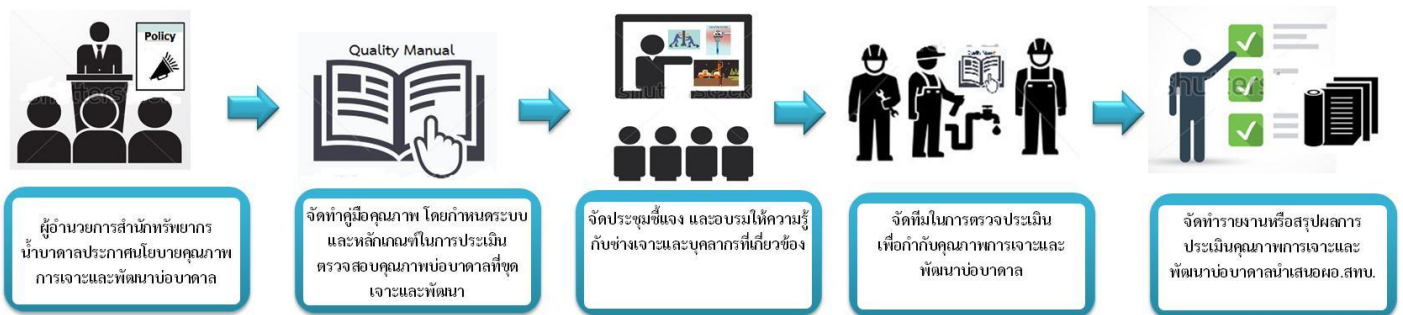 Policy
Quality Manual
ผู้อำนวยการสำนักทรัพยากร
น้ำบาดาลประกาศนโยบายคุณภาพ
การเจาะและพัฒนาบ่อบาดาล
จัดทำคู่มือคุณภาพ โดยกำหนดระบบ
และหลักเกณฑ์ในการประเมิน
ตรวจสอบคุณภาพบ่อบาดาลที่ขุด
เจาะและพัฒนา
จัดประชุมชี้แจง และอบรมให้ความรู้
กับช่างเจาะและบุคลากรที่เกี่ยวข้อง
จัดทีมในการตรวจประเมิน
เพื่อกำกับคุณภาพการเจาะและ
พัฒนาบ่อบาดาล
จัดทำรายงานหรือสรุปผลการ
ประเมินคุณภาพการเจาะและ
พัฒนาบ่อบาดาลนำเสนอผอ.สทบ.